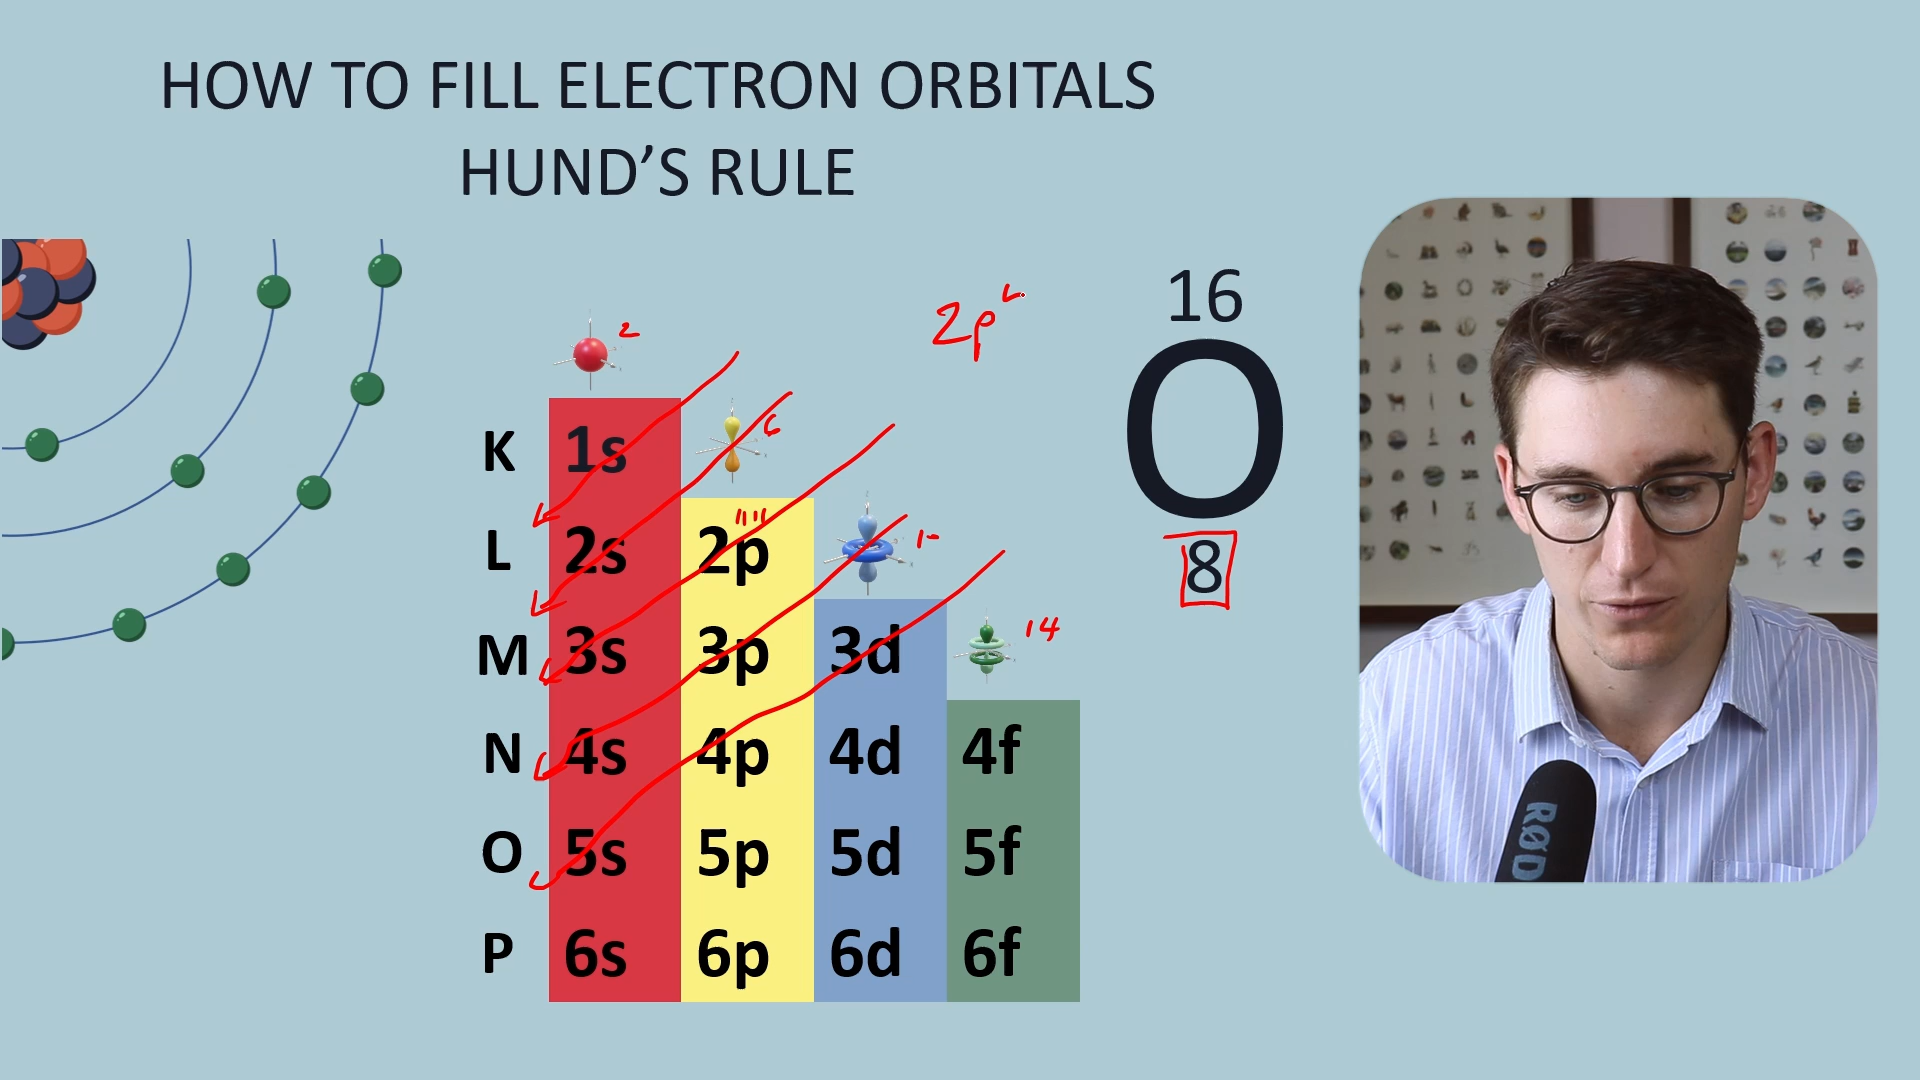 HOW TO FILL ELECTRON ORBITALS
HUND’S RULE
16
O
8
2p
2
6
14
K 1s
L 2s 2p
M 3s 3p 3d
N 4s 4p 4d 4f
O 5s 5p 5d 5f
P 6s 6p 6d 6f
RØD